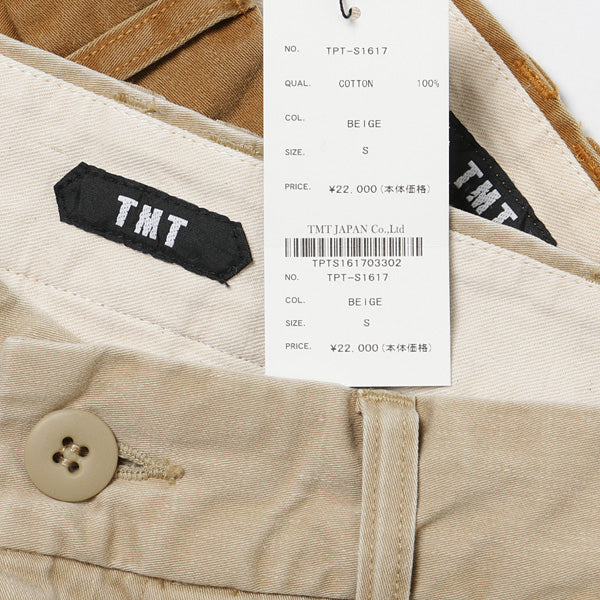 NO. TPT-S1617
QUAL. COTTON 100%
COL. BEIGE
SIZE. S
PRICE. ¥22,000(本体価格)
TMT JAPAN Co.,Ltd
TPTS161703302
NO. TPT-S1617
COL. BEIGE
SIZE. S
PRICE. ¥22,000(本体価格)
TMT
TMT